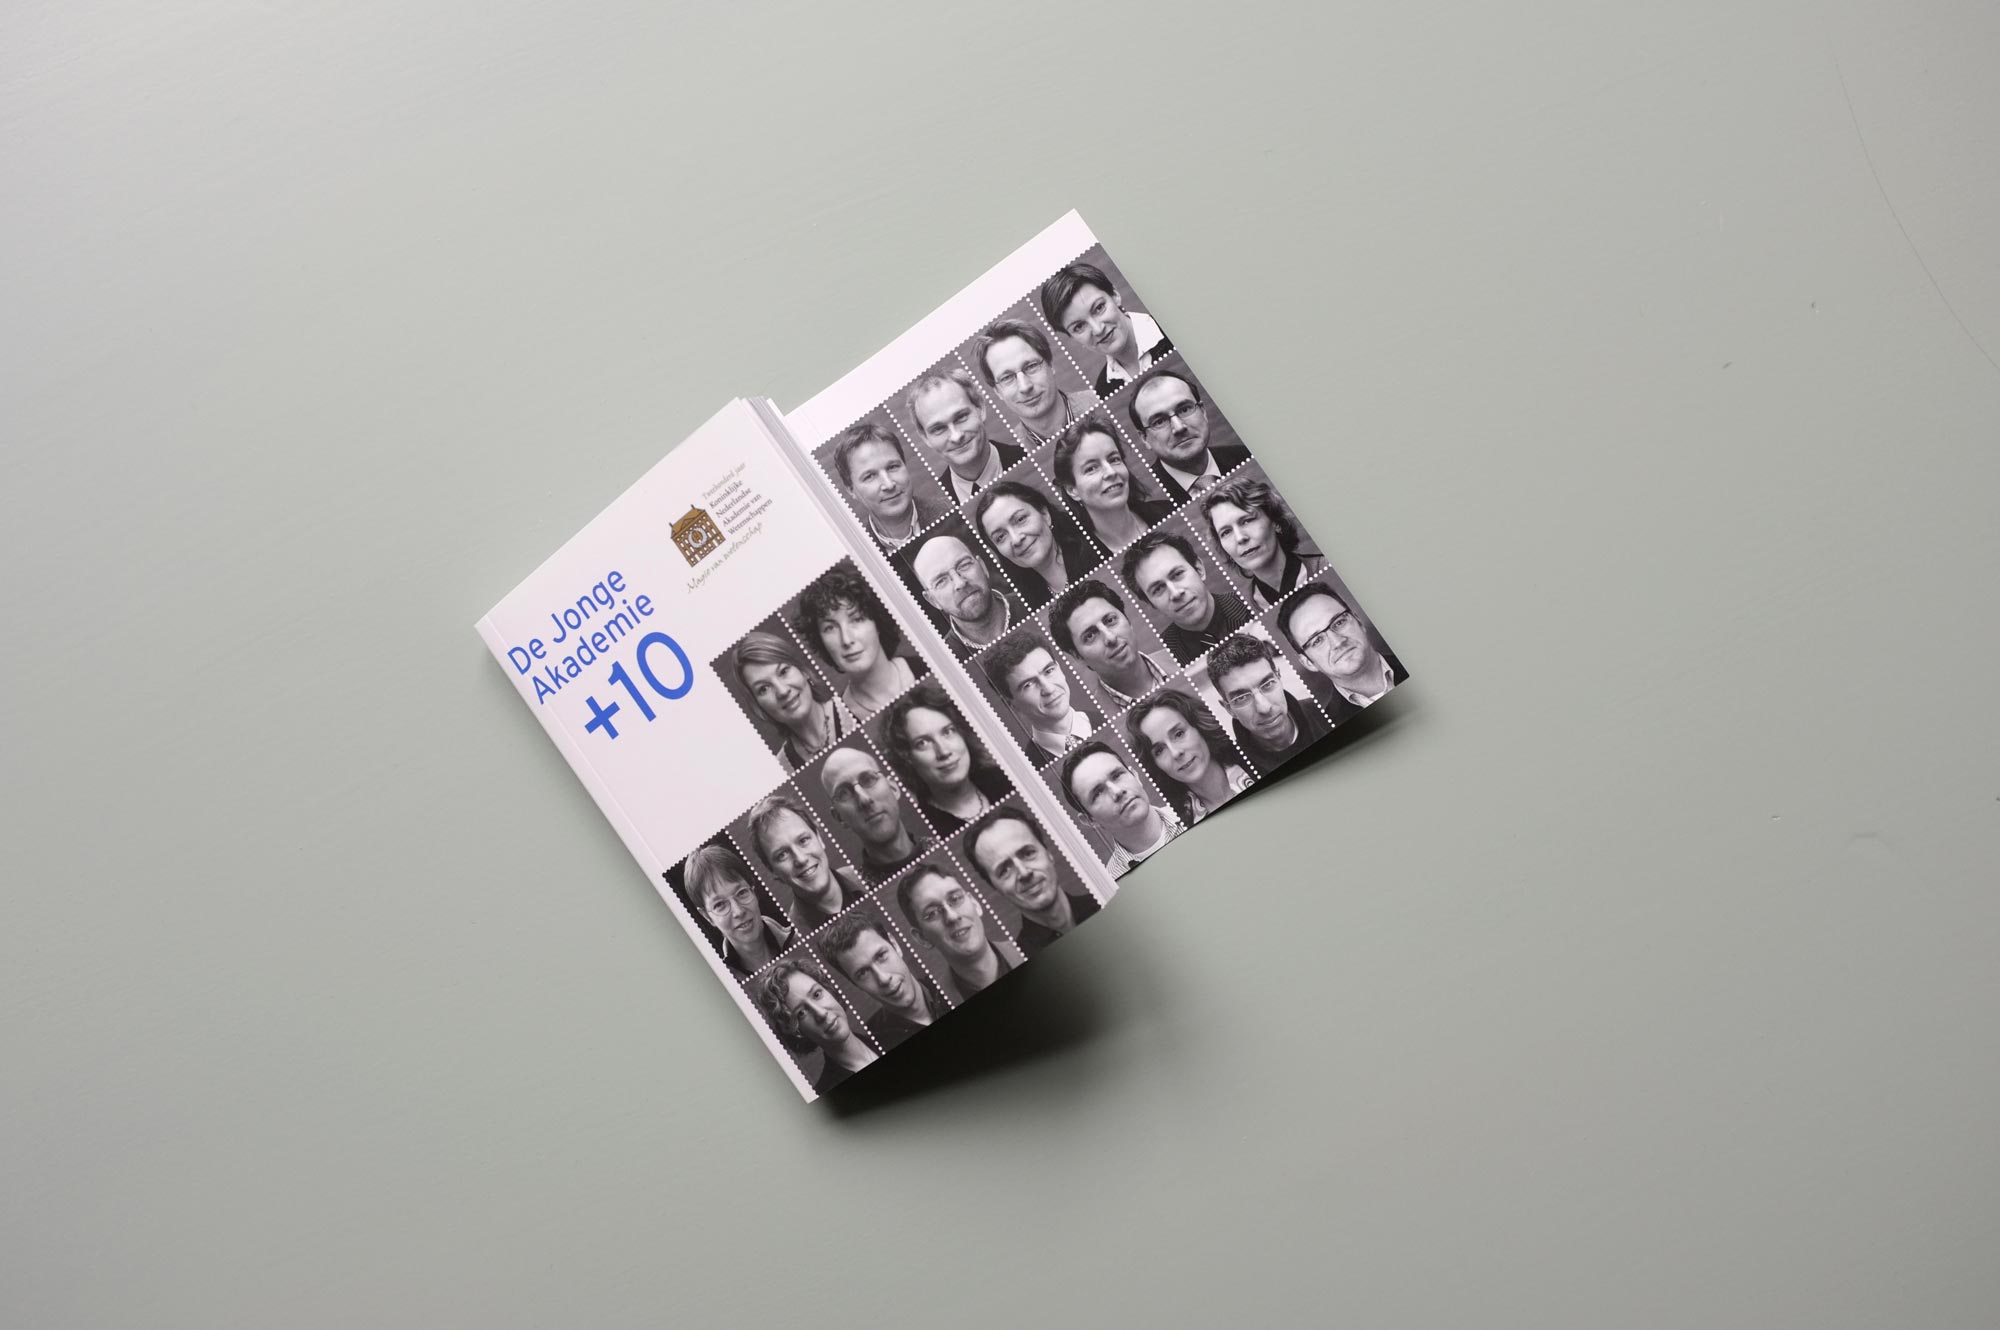 Tweehonderd jaar
Koninklijke
Nederlandse
Akademie van
Wetenschappen
Magie van wetenschap
De Jonge
Akademie
+10